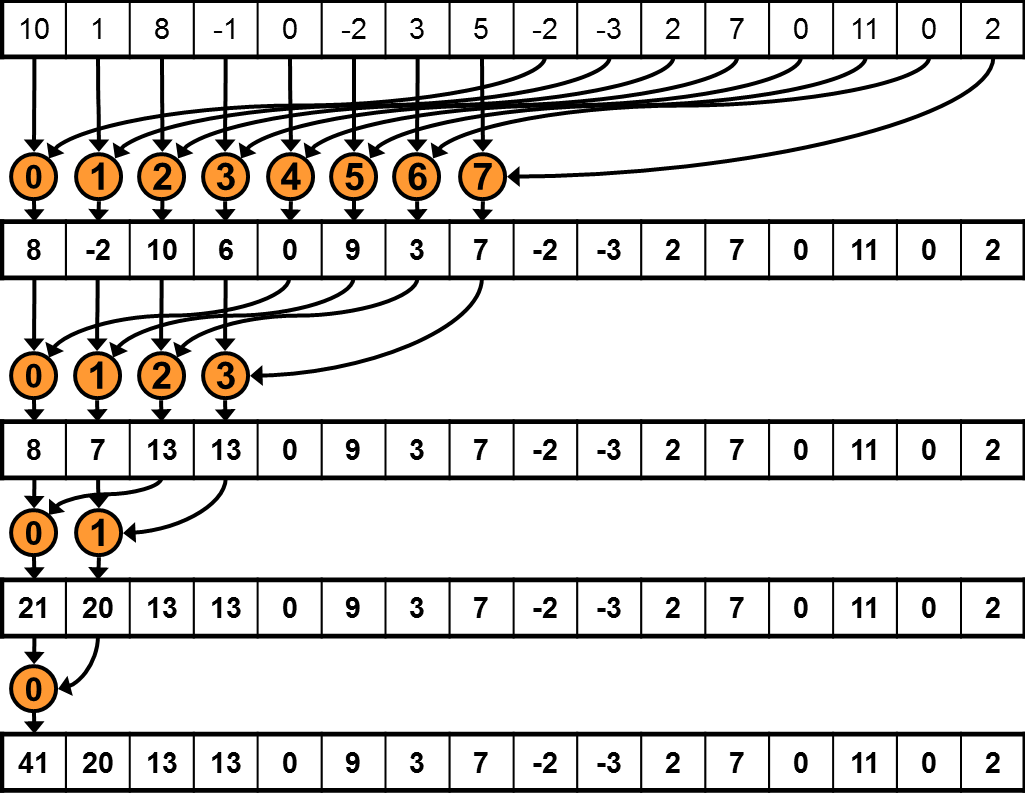 10 1 8 -1 0 -2 3 5 -2 -3 2 7 0 11 0 2
0 1 2 3 4 5 6 7
8 -2 10 6 0 9 3 7 -2 -3 2 7 0 11 0 2
0 1 2 3
8 7 13 13 0 9 3 7 -2 -3 2 7 0 11 0 2
0 1
21 20 13 13 0 9 3 7 -2 -3 2 7 0 11 0 2
0
41 20 13 13 0 9 3 7 -2 -3 2 7 0 11 0 2